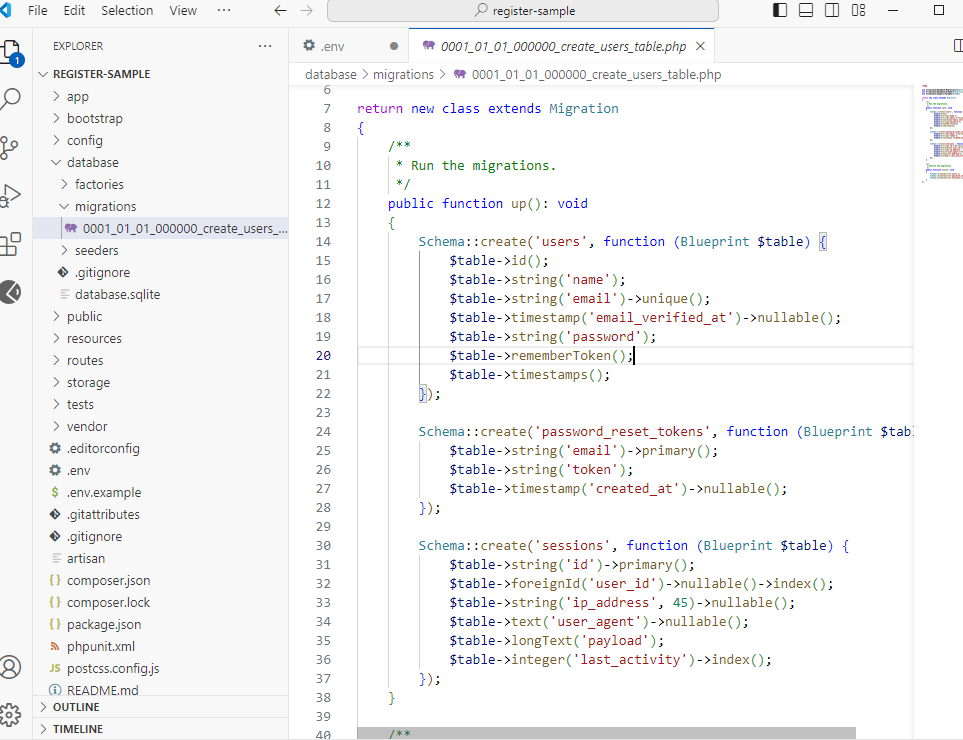 File Edit Selection View ··· register-sample
EXPLORER ···
1
REGISTER-SAMPLE
app
bootstrap
config
database
factories
migrations
0001_01_01_000000_create_users_...
seeders
.gitignore
database.sqlite
public
resources
routes
storage
tests
vendor
.editorconfig
.env
$ .env.example
.gitattributes
.gitignore
artisan
{} composer.json
{} composer.lock
{} package.json
phpunit.xml
JS postcss.config.js
README.md
OUTLINE
TIMELINE
.env
0001_01_01_000000_create_users_table.php
database > migrations > 0001_01_01_000000_create_users_table.php
6
7 return new class extends Migration
8 {
9 /**
10 * Run the migrations.
11 */
12 public function up(): void
13 {
14 Schema::create('users', function (Blueprint $table) {
15 $table->id();
16 $table->string('name');
17 $table->string('email')->unique();
18 $table->timestamp('email_verified_at')->nullable();
19 $table->string('password');
20 $table->rememberToken();
21 $table->timestamps();
22 });
23
24 Schema::create('password_reset_tokens', function (Blueprint $tabl
25 $table->string('email')->primary();
26 $table->string('token');
27 $table->timestamp('created_at')->nullable();
28 });
29
30 Schema::create('sessions', function (Blueprint $table) {
31 $table->string('id')->primary();
32 $table->foreignId('user_id')->nullable()->index();
33 $table->string('ip_address', 45)->nullable();
34 $table->text('user_agent')->nullable();
35 $table->longText('payload');
36 $table->integer('last_activity')->index();
37 });
38 }
39
40 /**